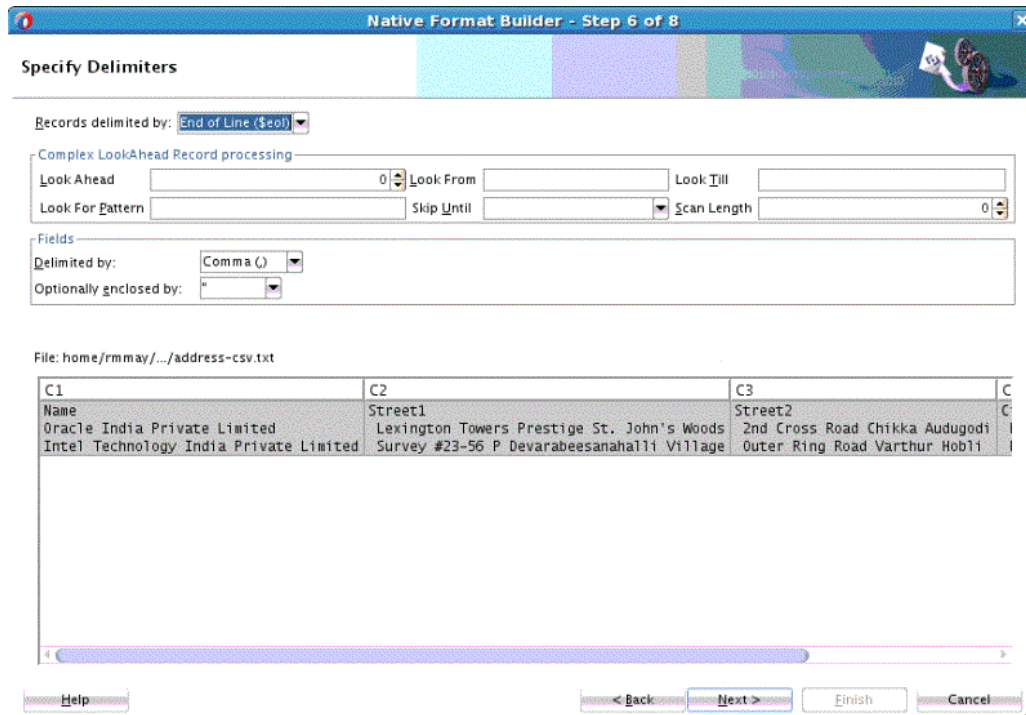 Native Format Builder - Step 6 of 8
Specify Delimiters
Records delimited by: End of Line ($eol)
Complex LookAhead Record processing
Look Ahead 0 Look From Look Till
Look For Pattern Skip Until Scan Length 0
Fields
Delimited by: Comma (,)
Optionally enclosed by: "
File: home/rmmay/.../address-csv.txt
C1 C2 C3 C
Name Street1 Street2
Oracle India Private Limited Lexington Towers Prestige St. John's Woods 2nd Cross Road Chikka Audugodi
Intel Technology India Private Limited Survey #23-56 P Devarabeesanahalli Village Outer Ring Road Varthur Hobli
Help < Back Next > Finish Cancel